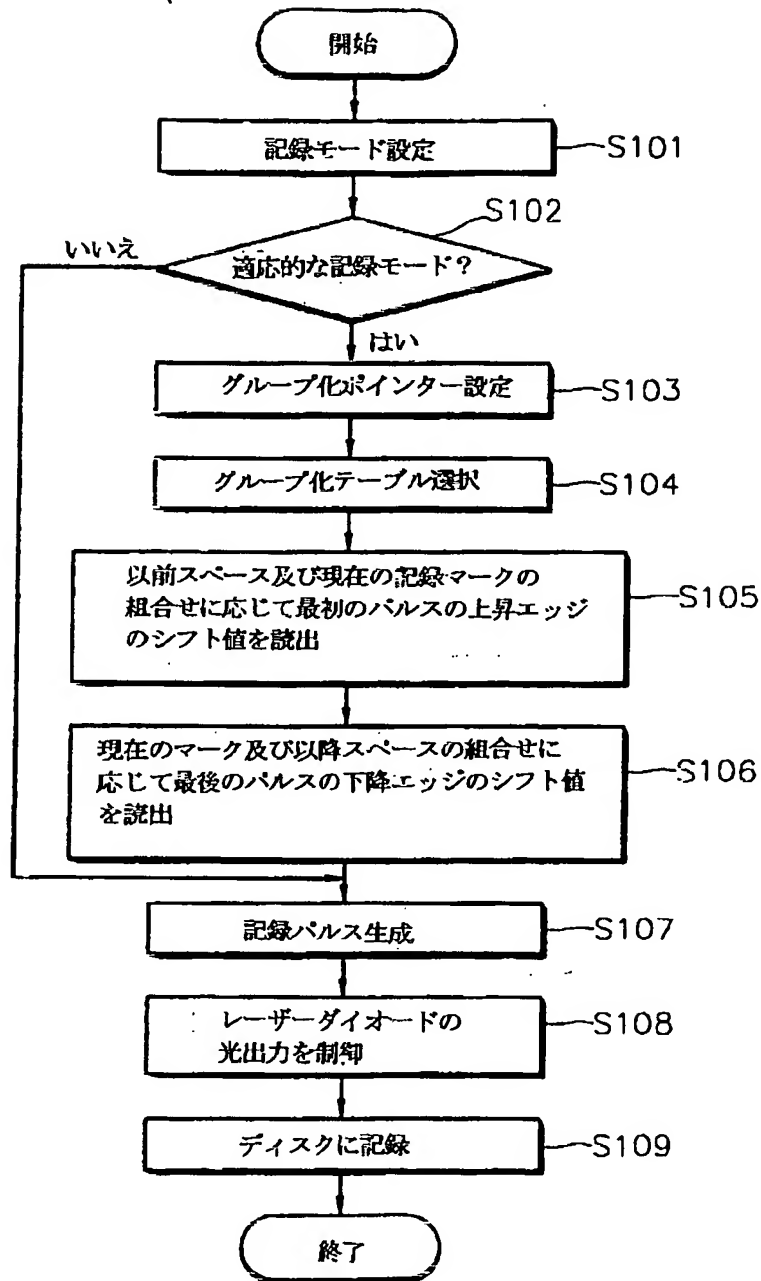 開始
記録モード設定
S101
S102
いいえ
適応的な記録モード？
はい
グループ化ポインター設定
S103
グループ化テーブル選択
S104
以前スペース及び現在の記録マークの
組合せに応じて最初のパルスの上昇エッジ
のシフト値を読出
S105
現在のマーク及び以降スペースの組合せに
応じて最後のパルスの下降エッジのシフト値
を読出
S106
記録パルス生成
S107
レーザーダイオードの
光出力を制御
S108
ディスクに記録
S109
終了